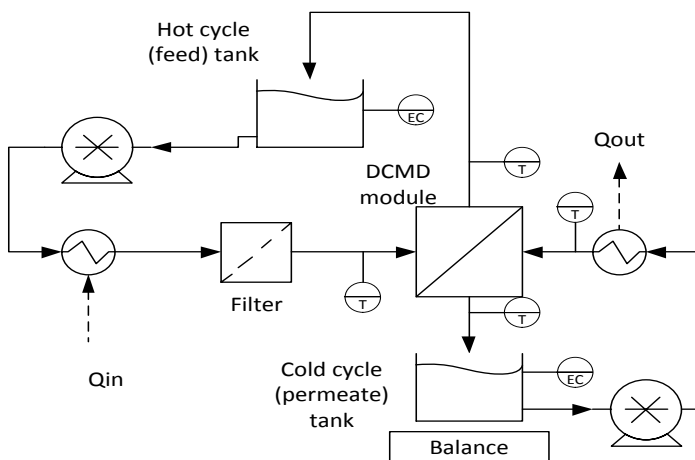 Hot cycle
(feed) tank
EC
Qout
DCMD
module
T
T
Filter
T
T
Qin
Cold cycle
(permeate)
tank
EC
Balance